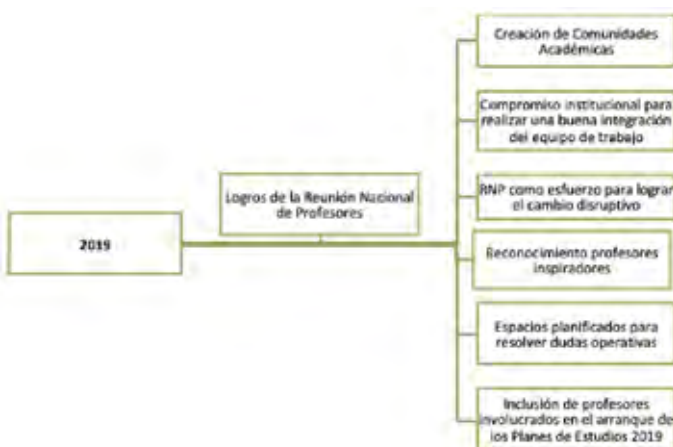 2019
Logros de la Reunión Nacional
de Profesores
Creación de Comunidades
Académicas
Compromiso institucional para
realizar una buena integración
del equipo de trabajo
RNP como esfuerzo para lograr
el cambio disruptivo
Reconocimiento profesores
inspiradores
Espacios planificados para
resolver dudas operativas
Inclusión de profesores
involucrados en el arranque de
los Planes de Estudios 2019